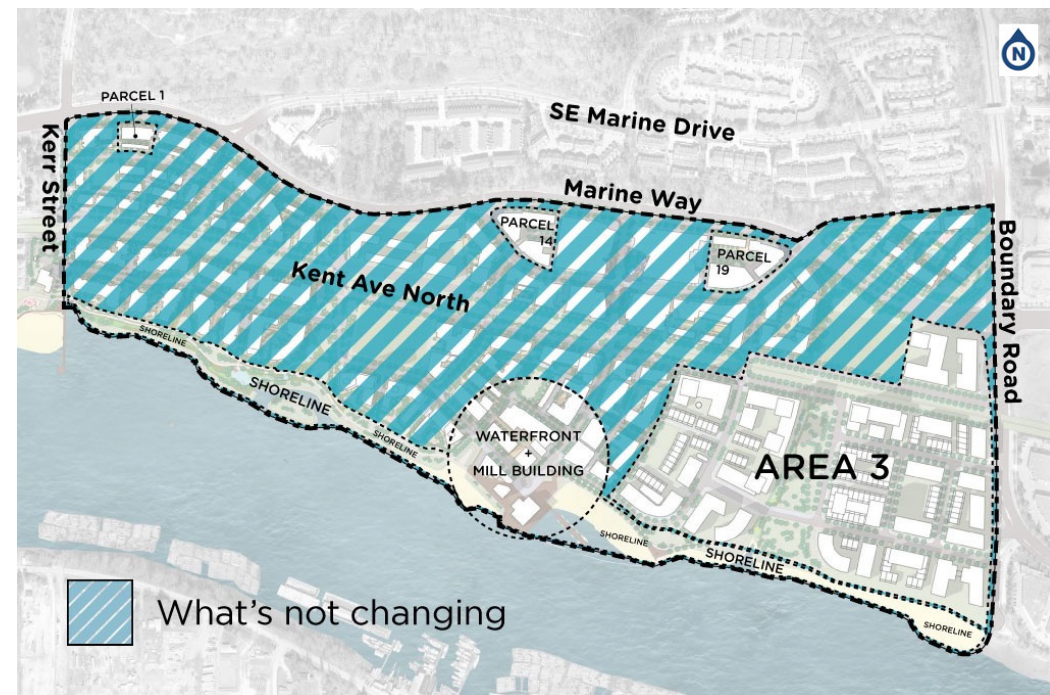 N
PARCEL 1
SE Marine Drive
Kerr Street
Marine Way
PARCEL
14
PARCEL
19
Boundary Road
Kent Ave North
SHORELINE
SHORELINE
SHORELINE
WATERFRONT
+
MILL BUILDING
AREA 3
SHORELINE
SHORELINE
SHORELINE
What's not changing